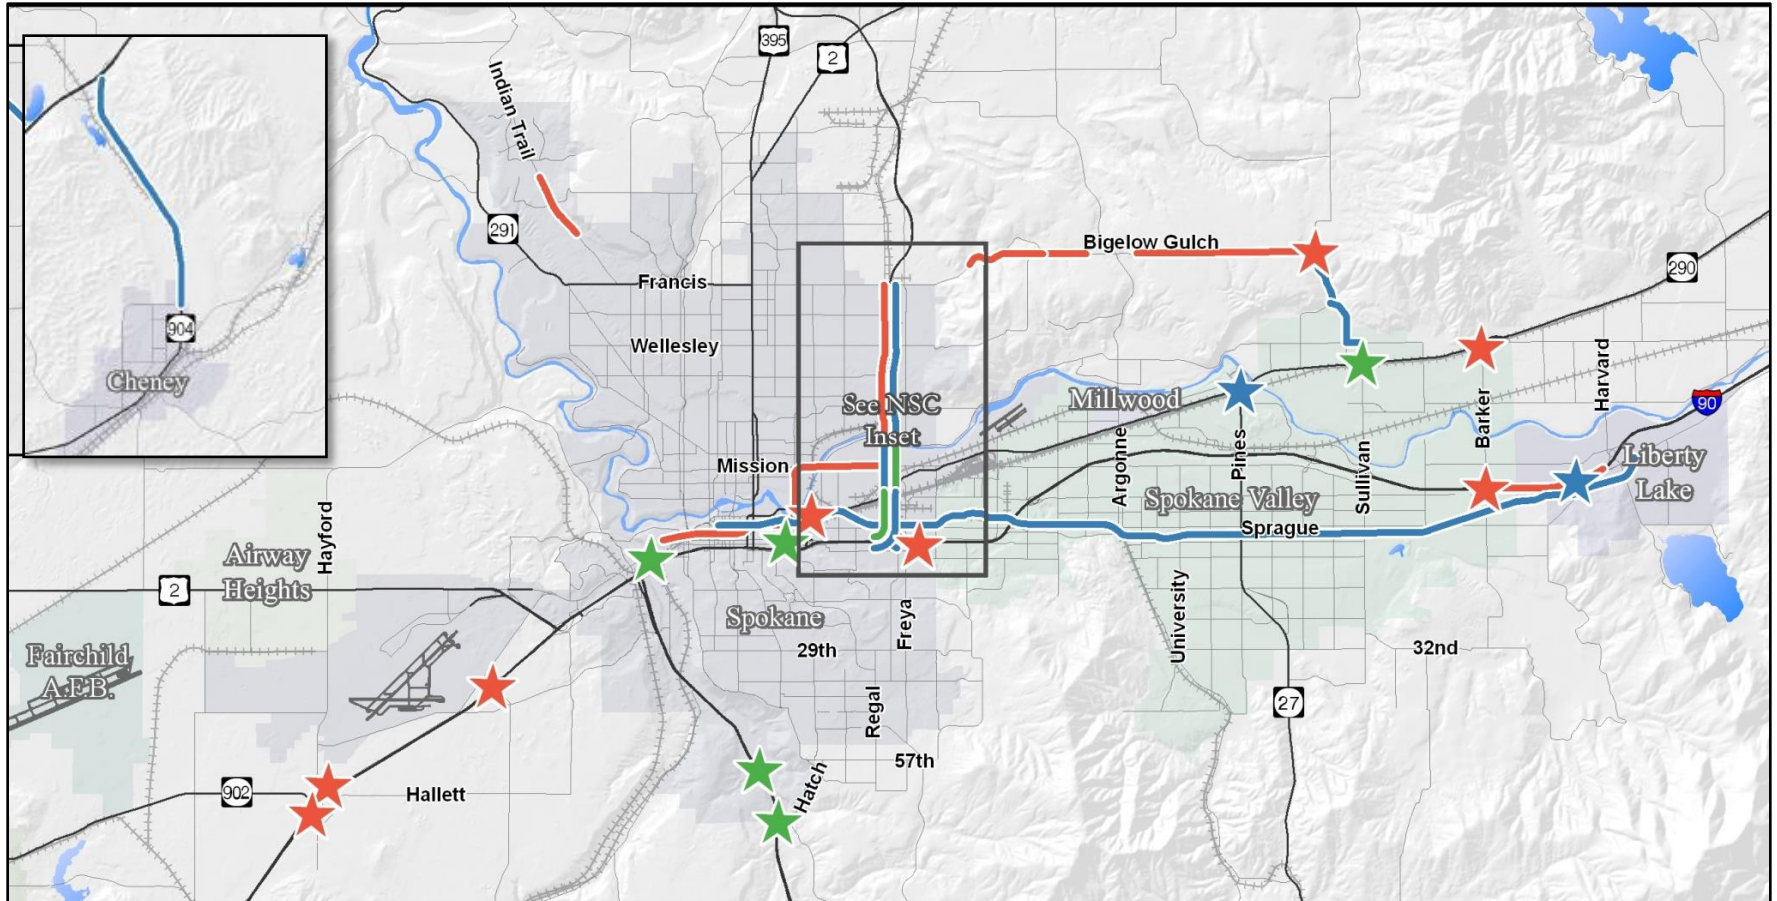 395
2
Indian Trail
291
Bigelow Gulch
290
Francis
904
Wellesley
Cheney
See NSC
Inset
Millwood
Harvard
90
Barker
Argonne
Pines
Sullivan
Mission
Liberty
Lake
Spokane Valley
Sprague
Hayford
Airway
Heights
2
Spokane
Freya
University
29th
32nd
Fairchild
A.F.B.
27
Regal
57th
902
Hallett
Hatch